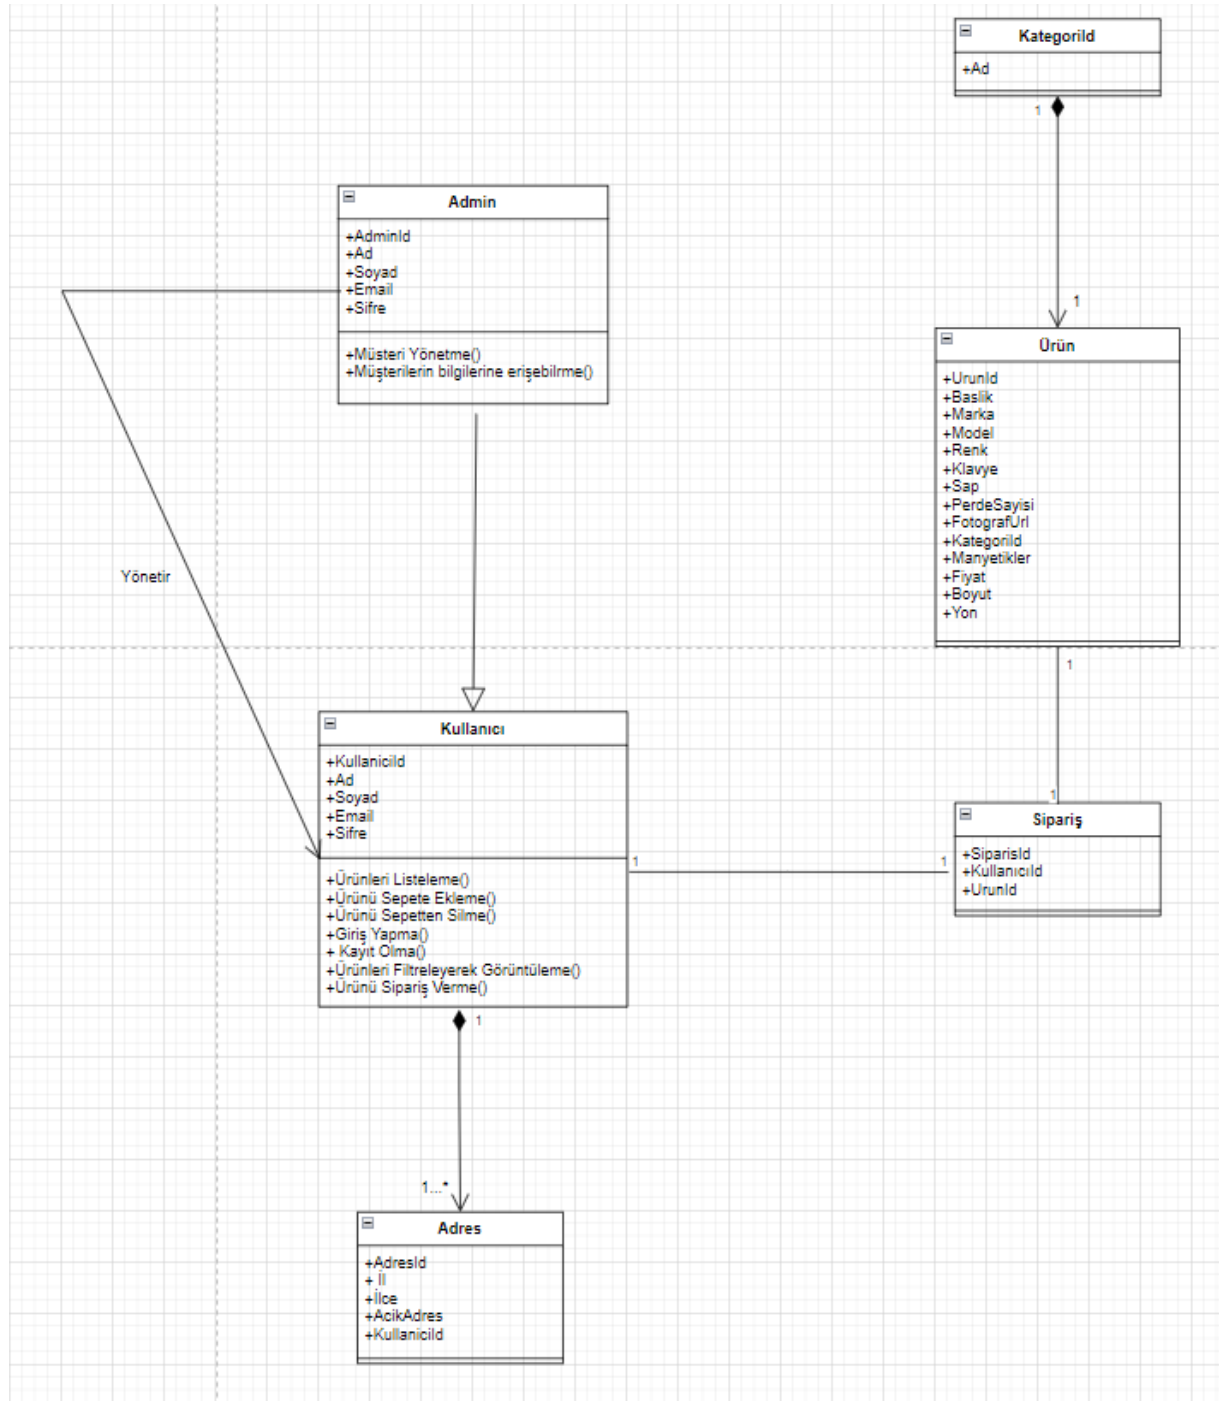 KategoriId
+Ad
1
1
Admin
+AdminId
+Ad
+Soyad
+Email
+Sifre
+Müsteri Yönetme()
+Müşterilerin bilgilerine erişebilrme()
Yönetir
Ürün
+UrunId
+Baslik
+Marka
+Model
+Renk
+Klavye
+Sap
+PerdeSayisi
+FotografUrl
+KategoriId
+Manyetikler
+Fiyat
+Boyut
+Yon
1
1
Kullanıcı
+KullaniciId
+Ad
+Soyad
+Email
+Sifre
+Ürünleri Listeleme()
+Ürünü Sepete Ekleme()
+Ürünü Sepetten Silme()
+Giriş Yapma()
+ Kayıt Olma()
+Ürünleri Filtreleyerek Görüntüleme()
+Ürünü Sipariş Verme()
1
1
Sipariş
+SiparisId
+KullanıcıId
+UrunId
1
1...*
Adres
+AdresId
+ İl
+İlce
+AcikAdres
+KullaniciId